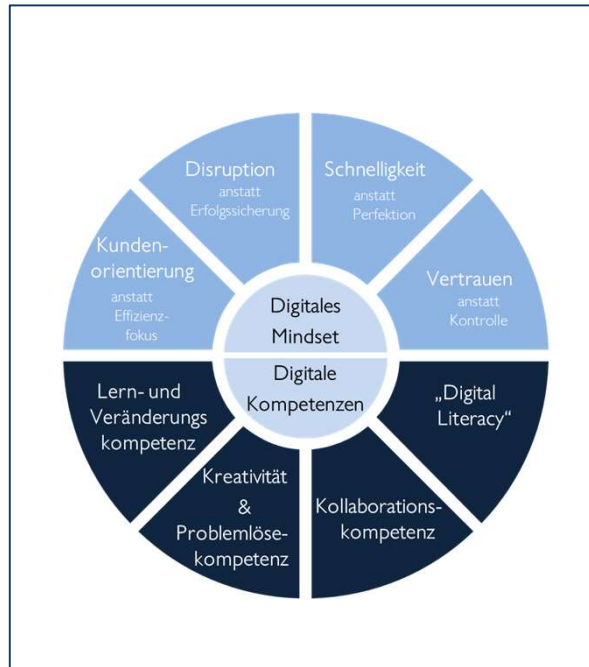 Disruption
anstatt
Erfolgssicherung
Schnelligkeit
anstatt
Perfektion
Kunden-
orientierung
anstatt
Effizienz-
fokus
Vertrauen
anstatt
Kontrolle
Digitales
Mindset
Digitale
Kompetenzen
Lern- und
Veränderungs
kompetenz
Kreativität
&
Problemlöse-
kompetenz
Kollaborations-
kompetenz
„Digital
Literacy“